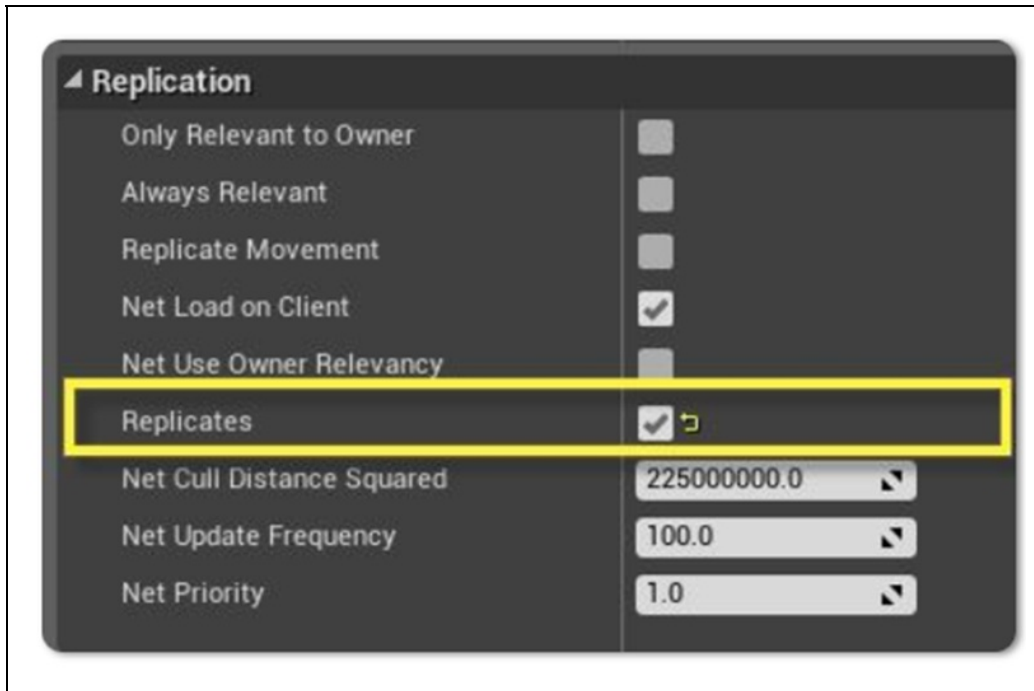 Replication
Only Relevant to Owner
Always Relevant
Replicate Movement
Net Load on Client
Net Use Owner Relevancy
Replicates
Net Cull Distance Squared 225000000.0
Net Update Frequency 100.0
Net Priority 1.0